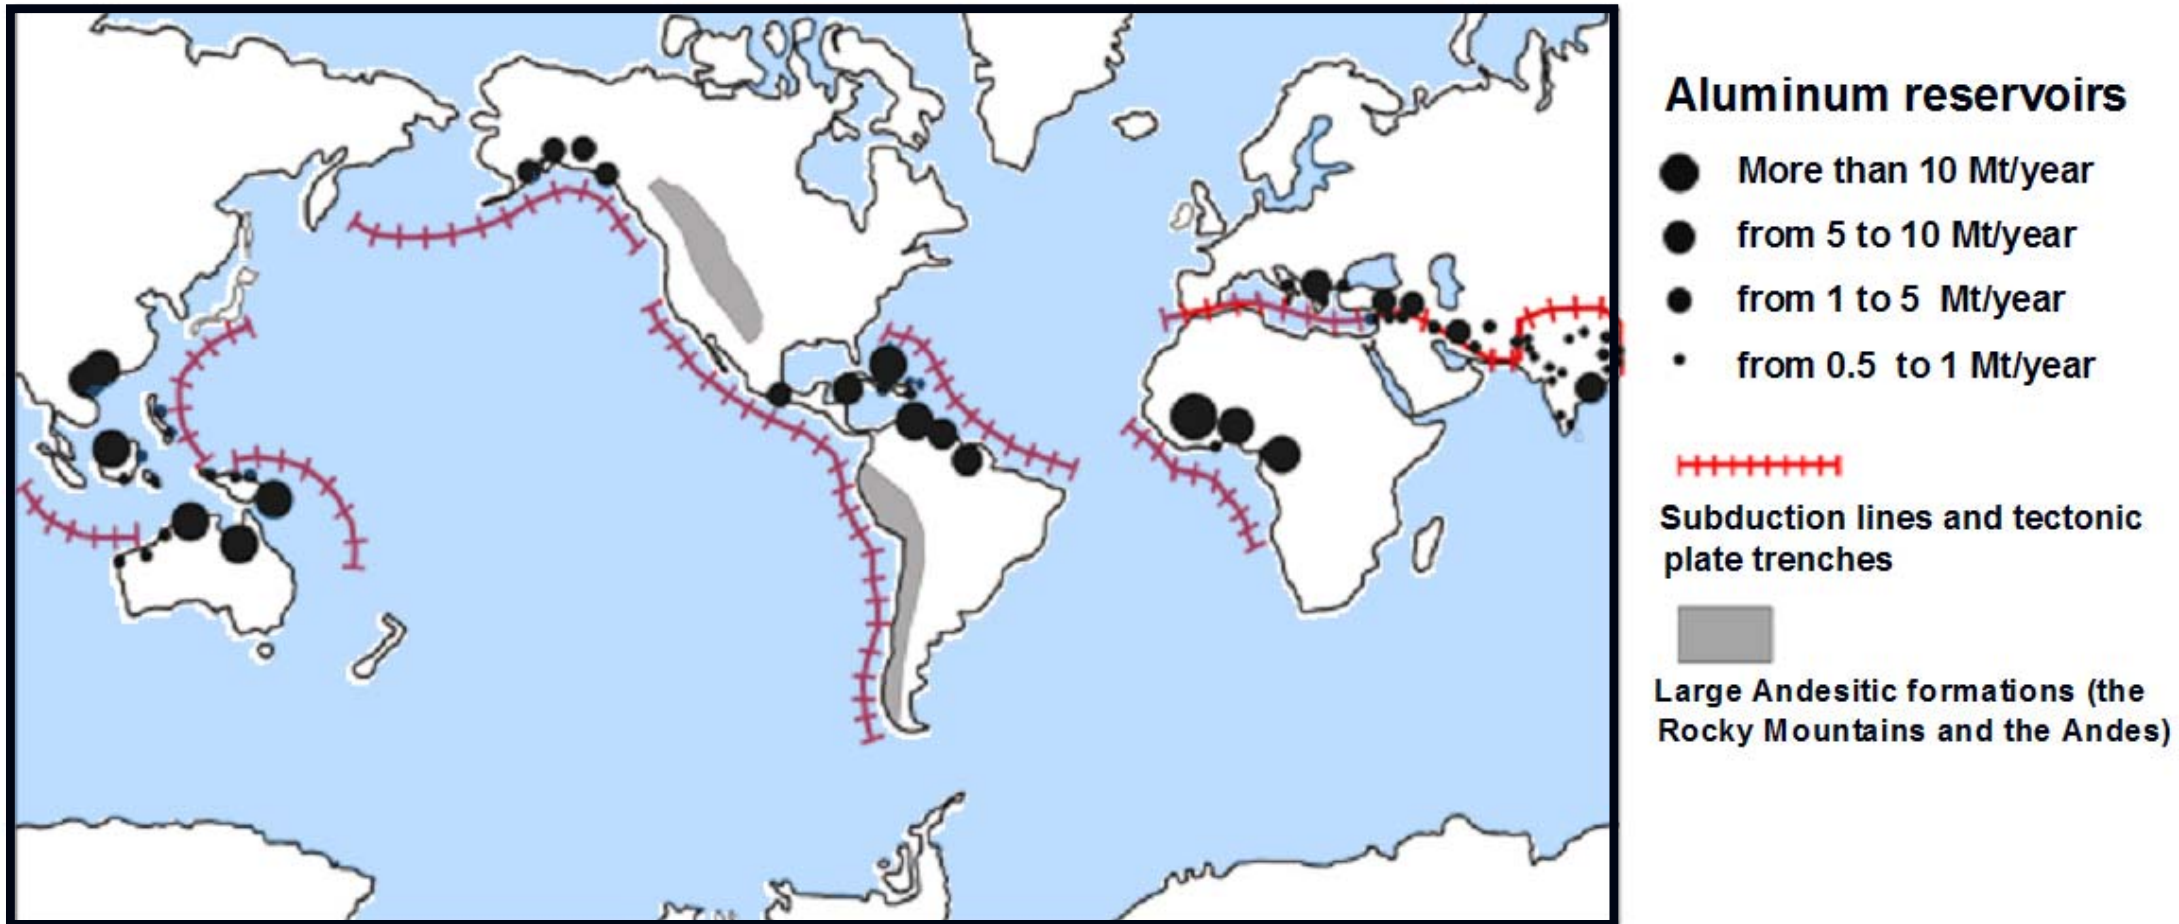 Aluminum reservoirs
More than 10 Mt/year
from 5 to 10 Mt/year
from 1 to 5 Mt/year
from 0.5 to 1 Mt/year
Subduction lines and tectonic
plate trenches
Large Andesitic formations (the
Rocky Mountains and the Andes)